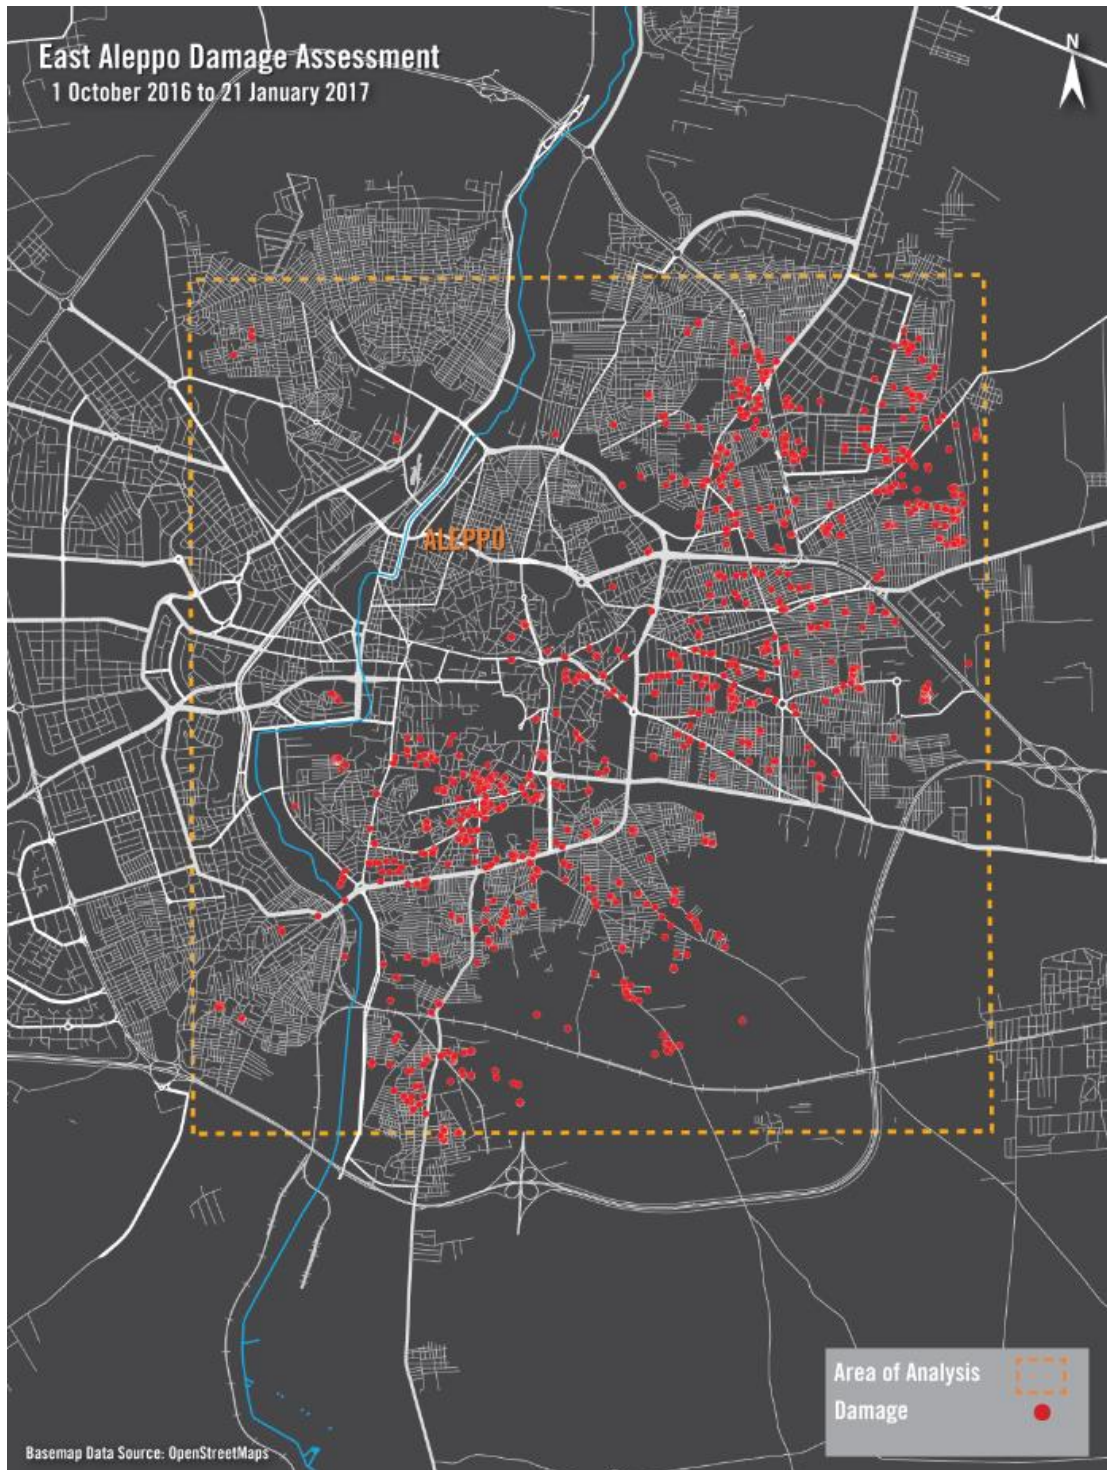 East Aleppo Damage Assessment
1 October 2016 to 21 January 2017
N
ALEPPO
Area of Analysis
Damage
Basemap Data Source: OpenStreetMaps